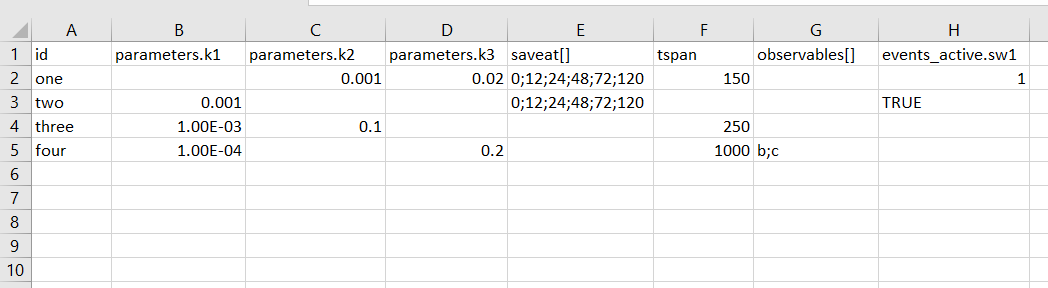 A B C D E F G H
1 id parameters.k1 parameters.k2 parameters.k3 saveat[] tspan observables[] events_active.sw1
2 one 0.001 0.02 0;12;24;48;72;120 150 1
3 two 0.001 0;12;24;48;72;120 TRUE
4 three 1.00E-03 0.1 250
5 four 1.00E-04 0.2 1000 b;c
6
7
8
9
10